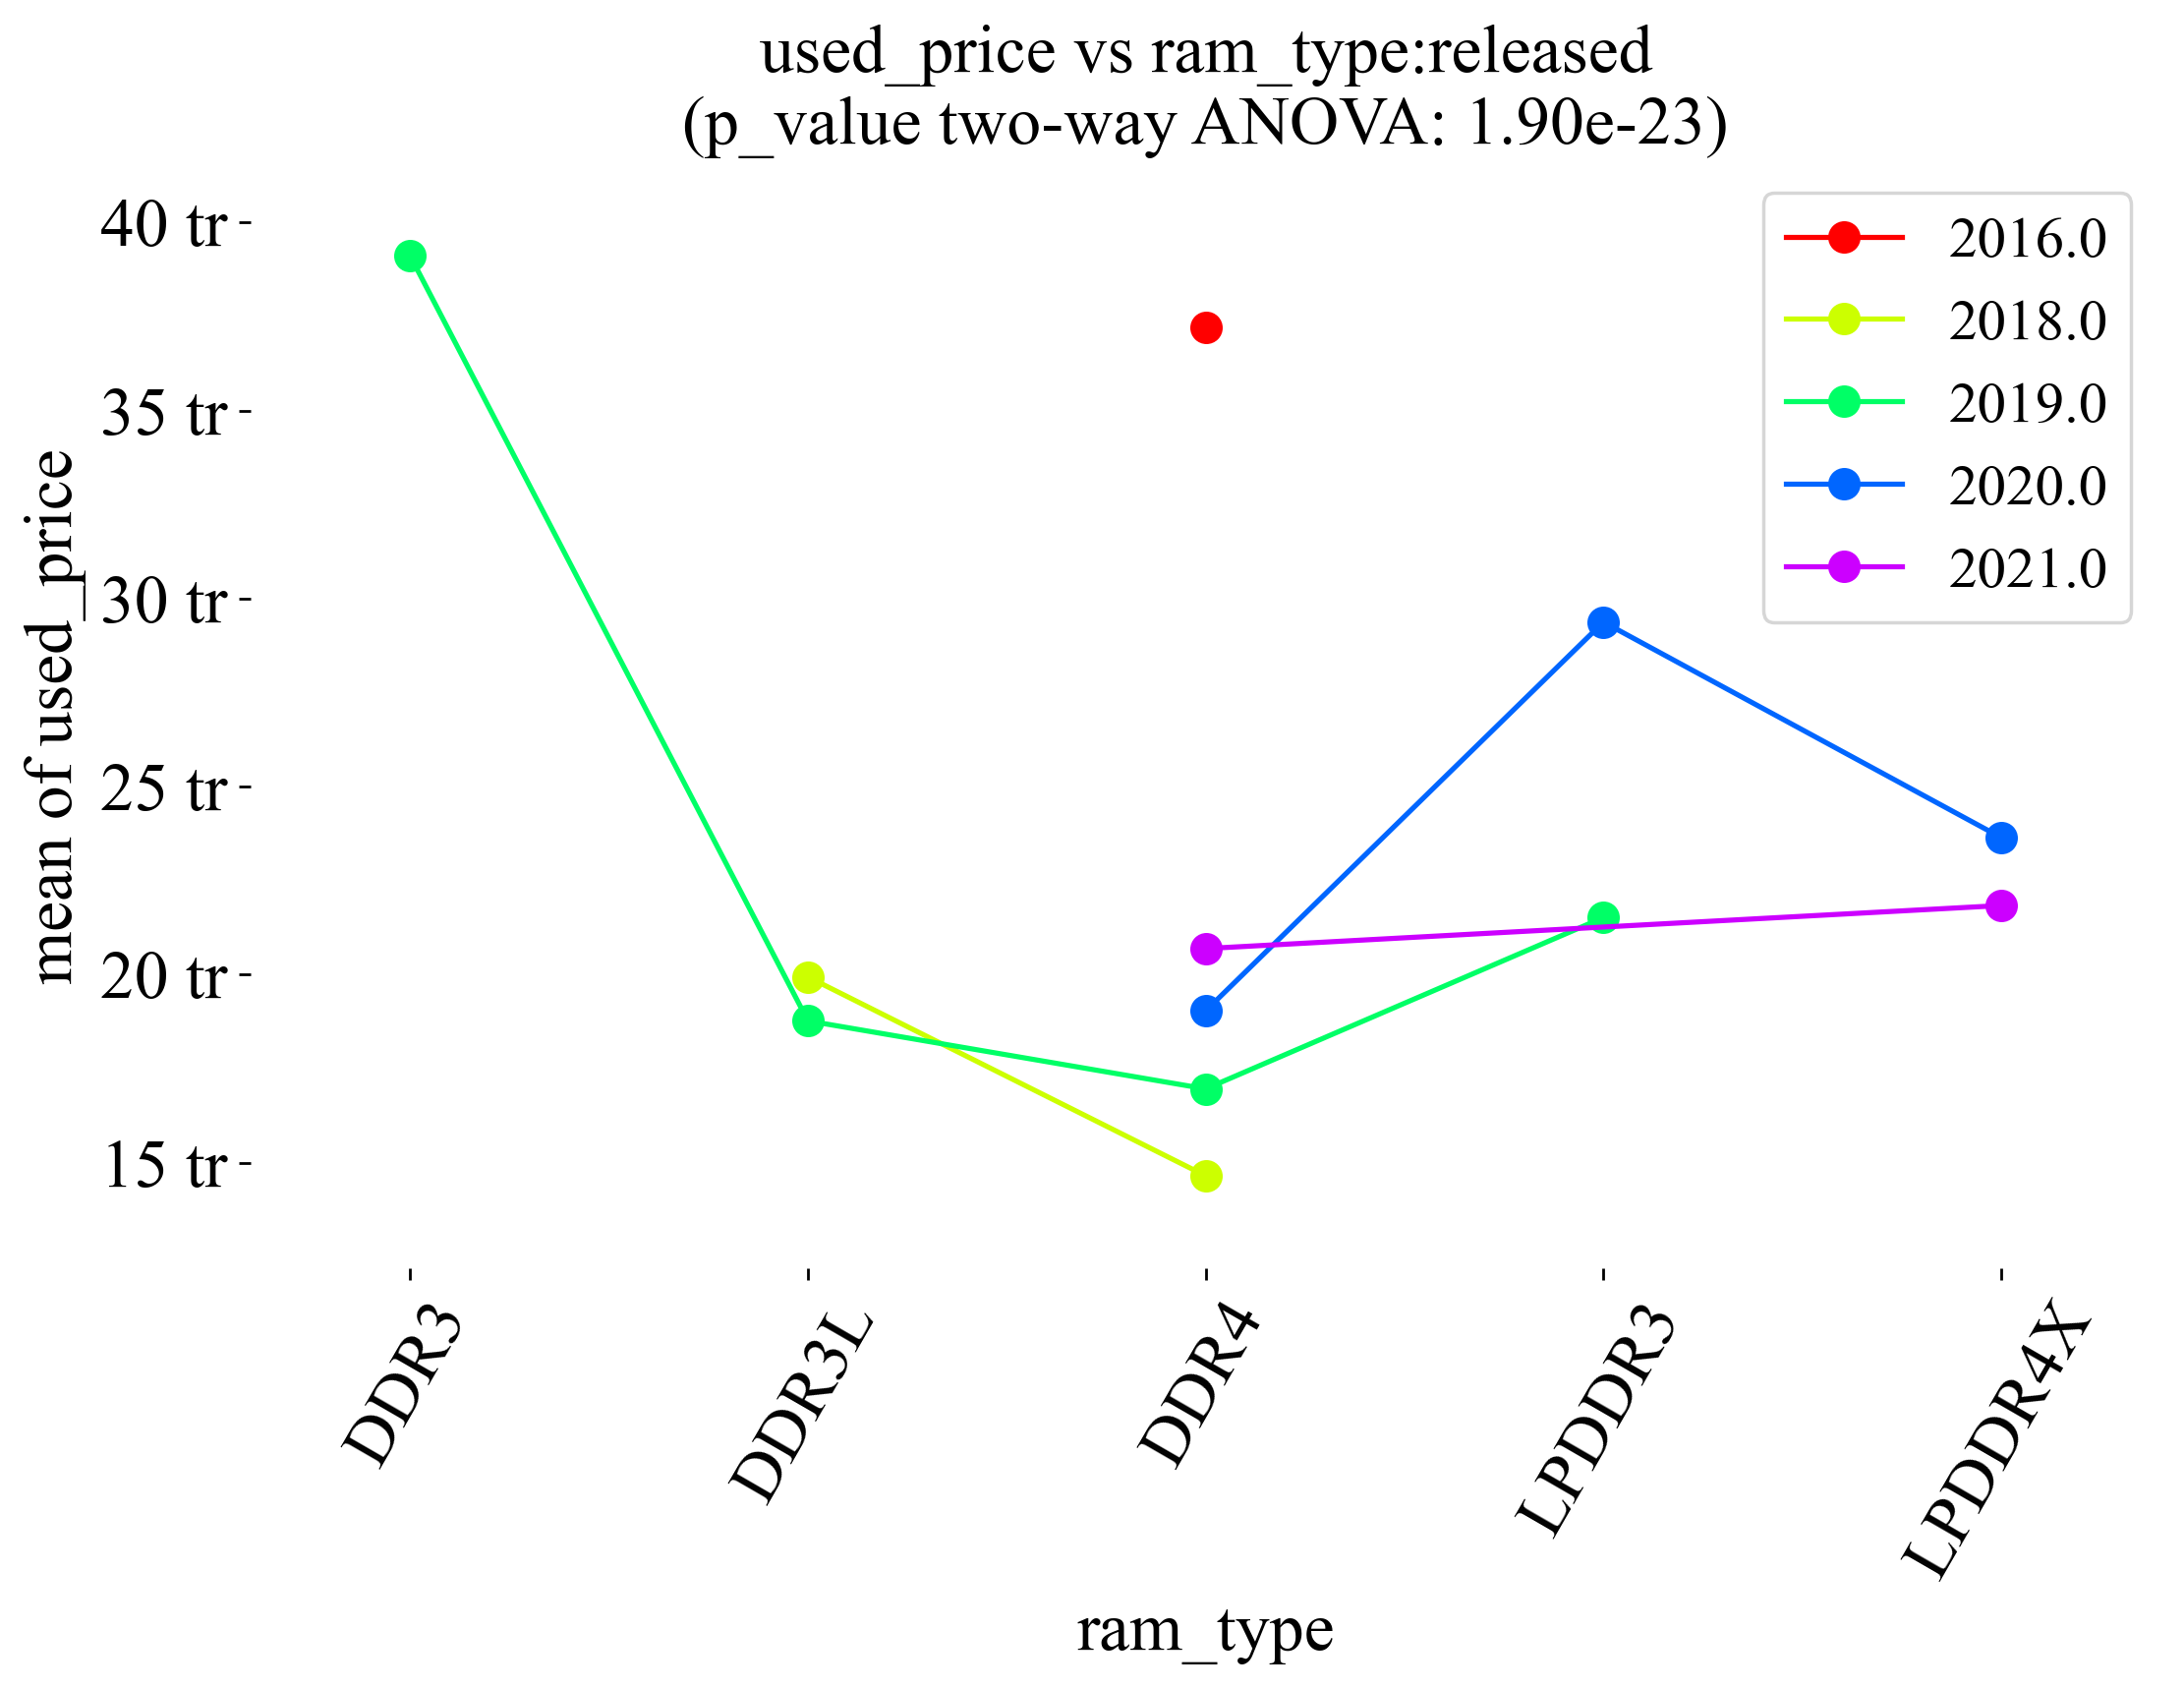 used_price vs ram_type:released
(p_value two-way ANOVA: 1.90e-23)
40 tr
35 tr
30 tr
25 tr
20 tr
15 tr
mean of used_price
2016.0
2018.0
2019.0
2020.0
2021.0
DDR3
DDR3L
DDR4
LPDDR3
LPDDR4X
ram_type